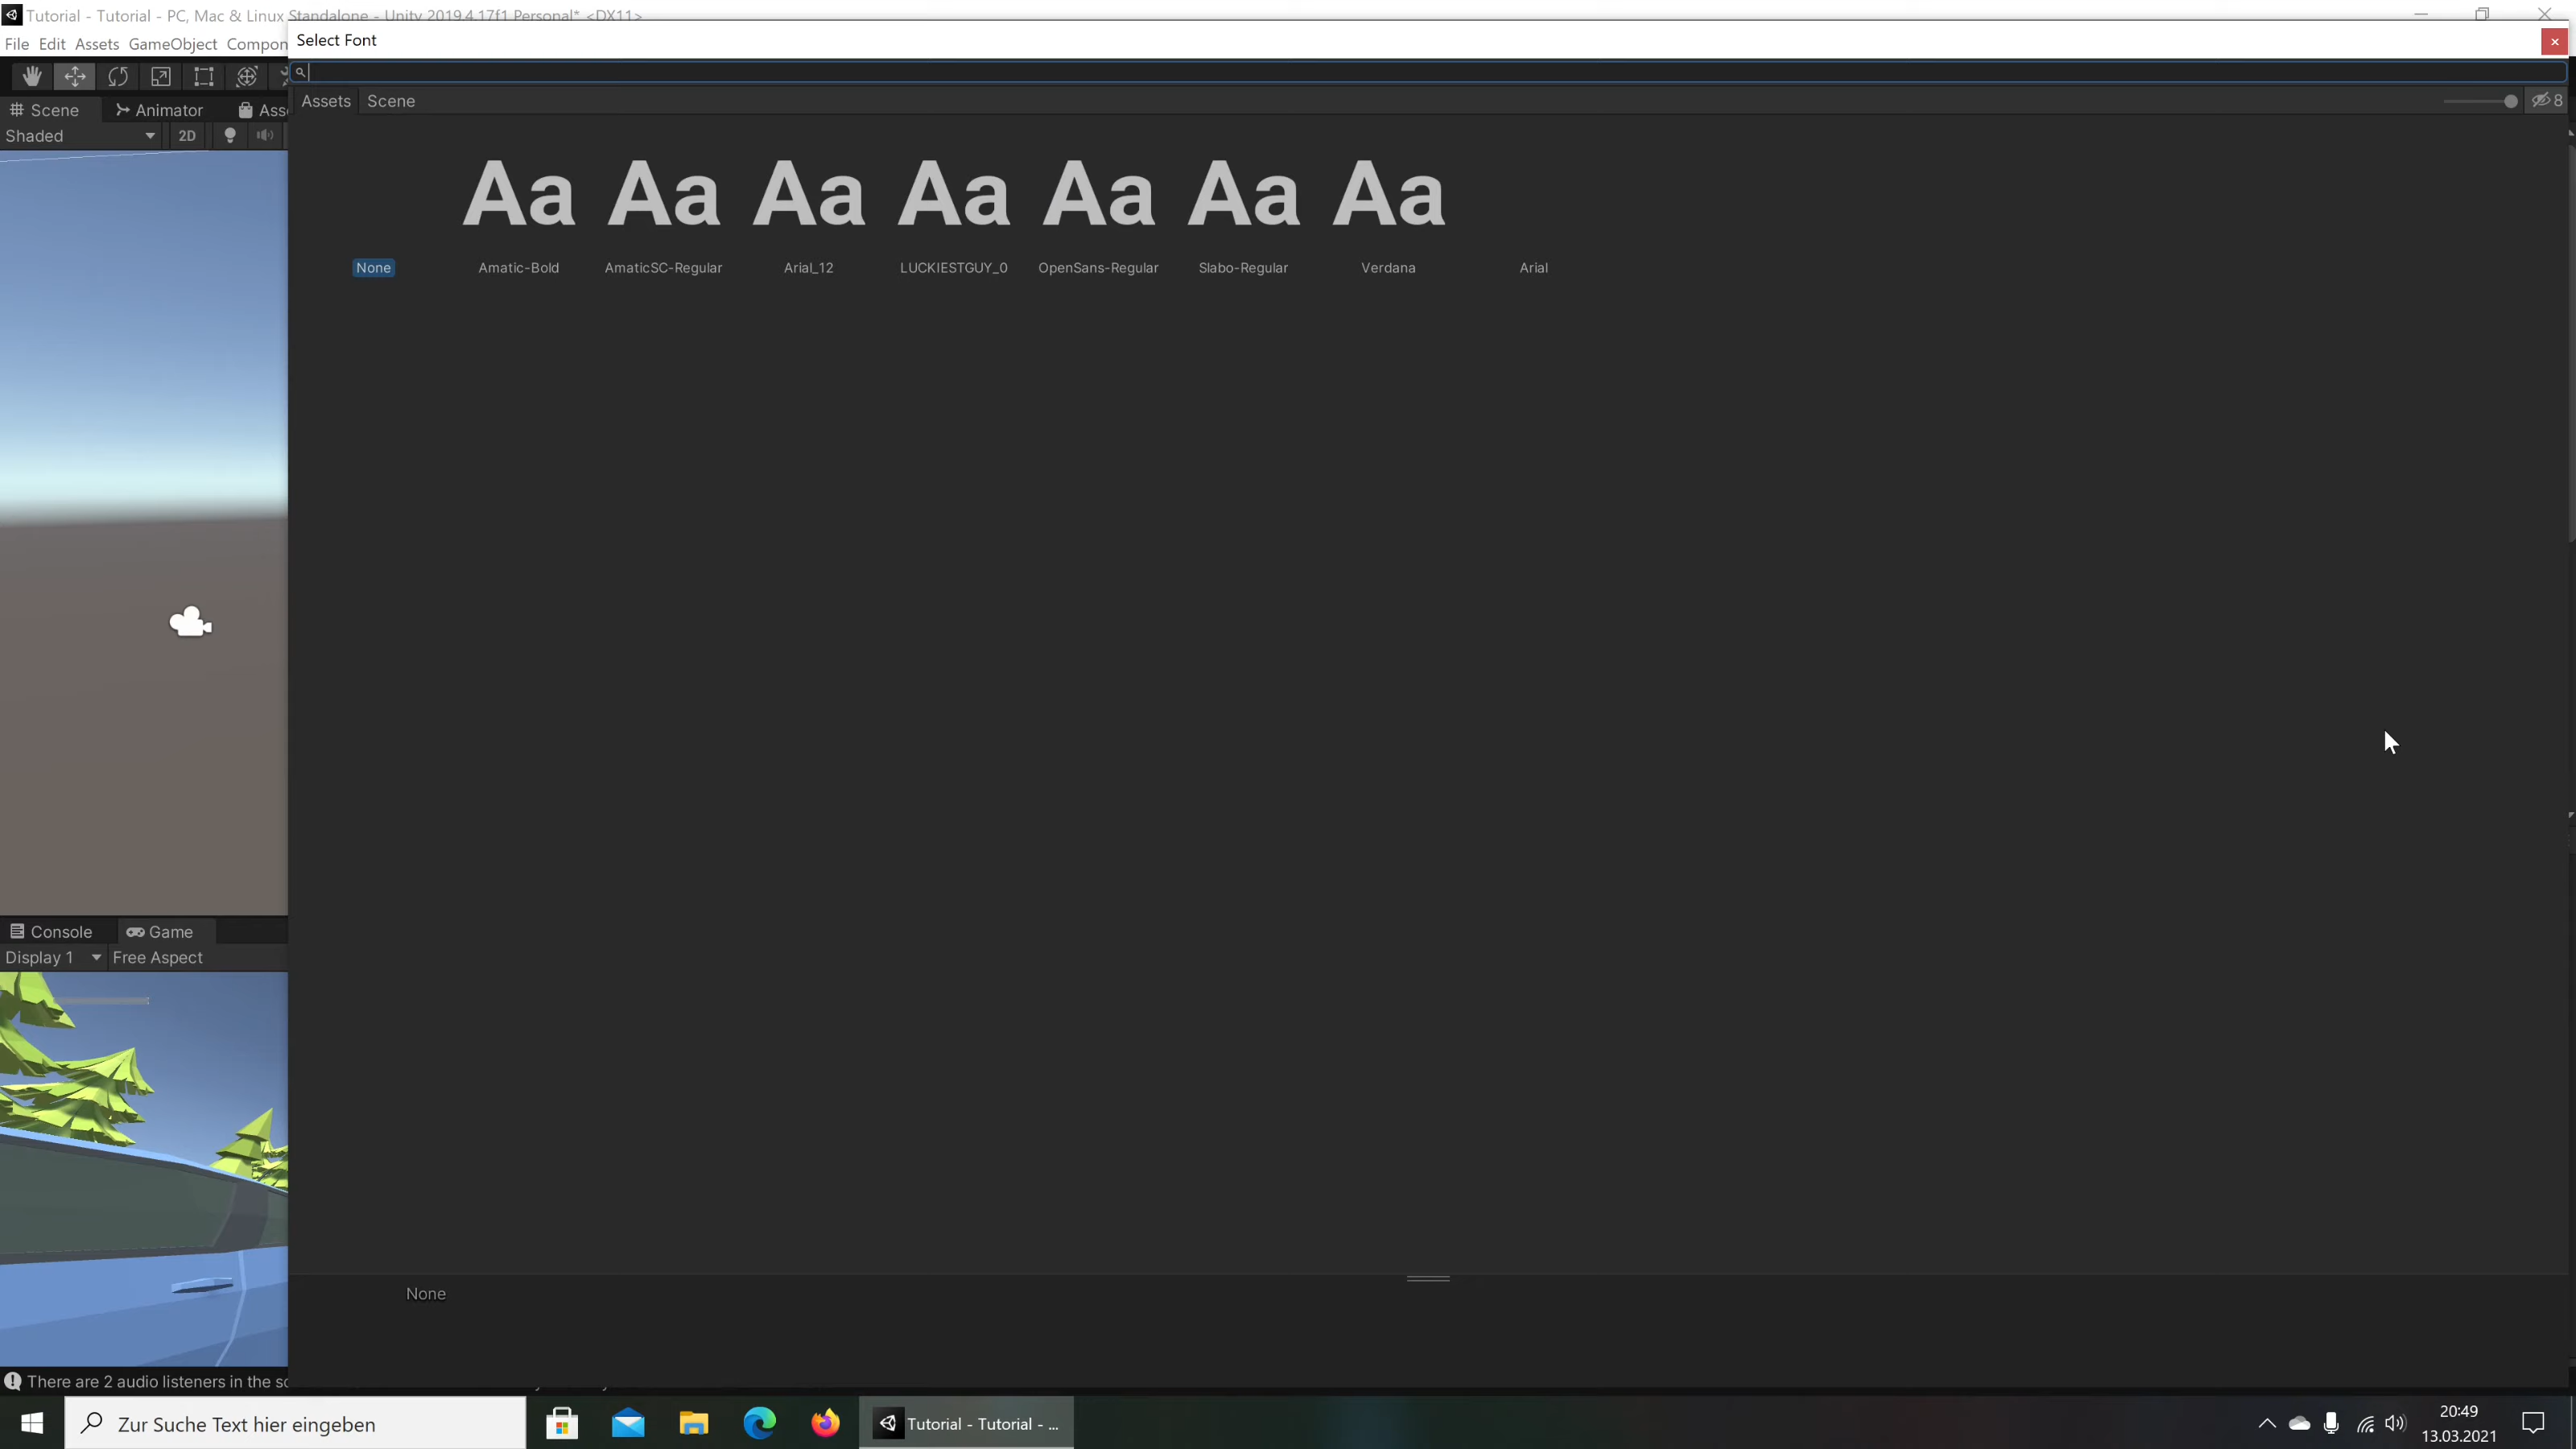 Tutorial - Tutorial - PC, Mac & Linux Standalone - Unity 2019.4.17f1 Personal* <DX11>
File Edit Assets GameObject Compon
Select Font
Assets Scene
8
Scene Animator Ass
Shaded 2D
Aa Aa Aa Aa Aa Aa Aa
None Amatic-Bold AmaticSC-Regular Arial_12 LUCKIESTGUY_0 OpenSans-Regular Slabo-Regular Verdana Arial
Console Game
Display 1 Free Aspect
None
There are 2 audio listeners in the sc
Zur Suche Text hier eingeben
Tutorial - Tutorial - ...
20:49
13.03.2021